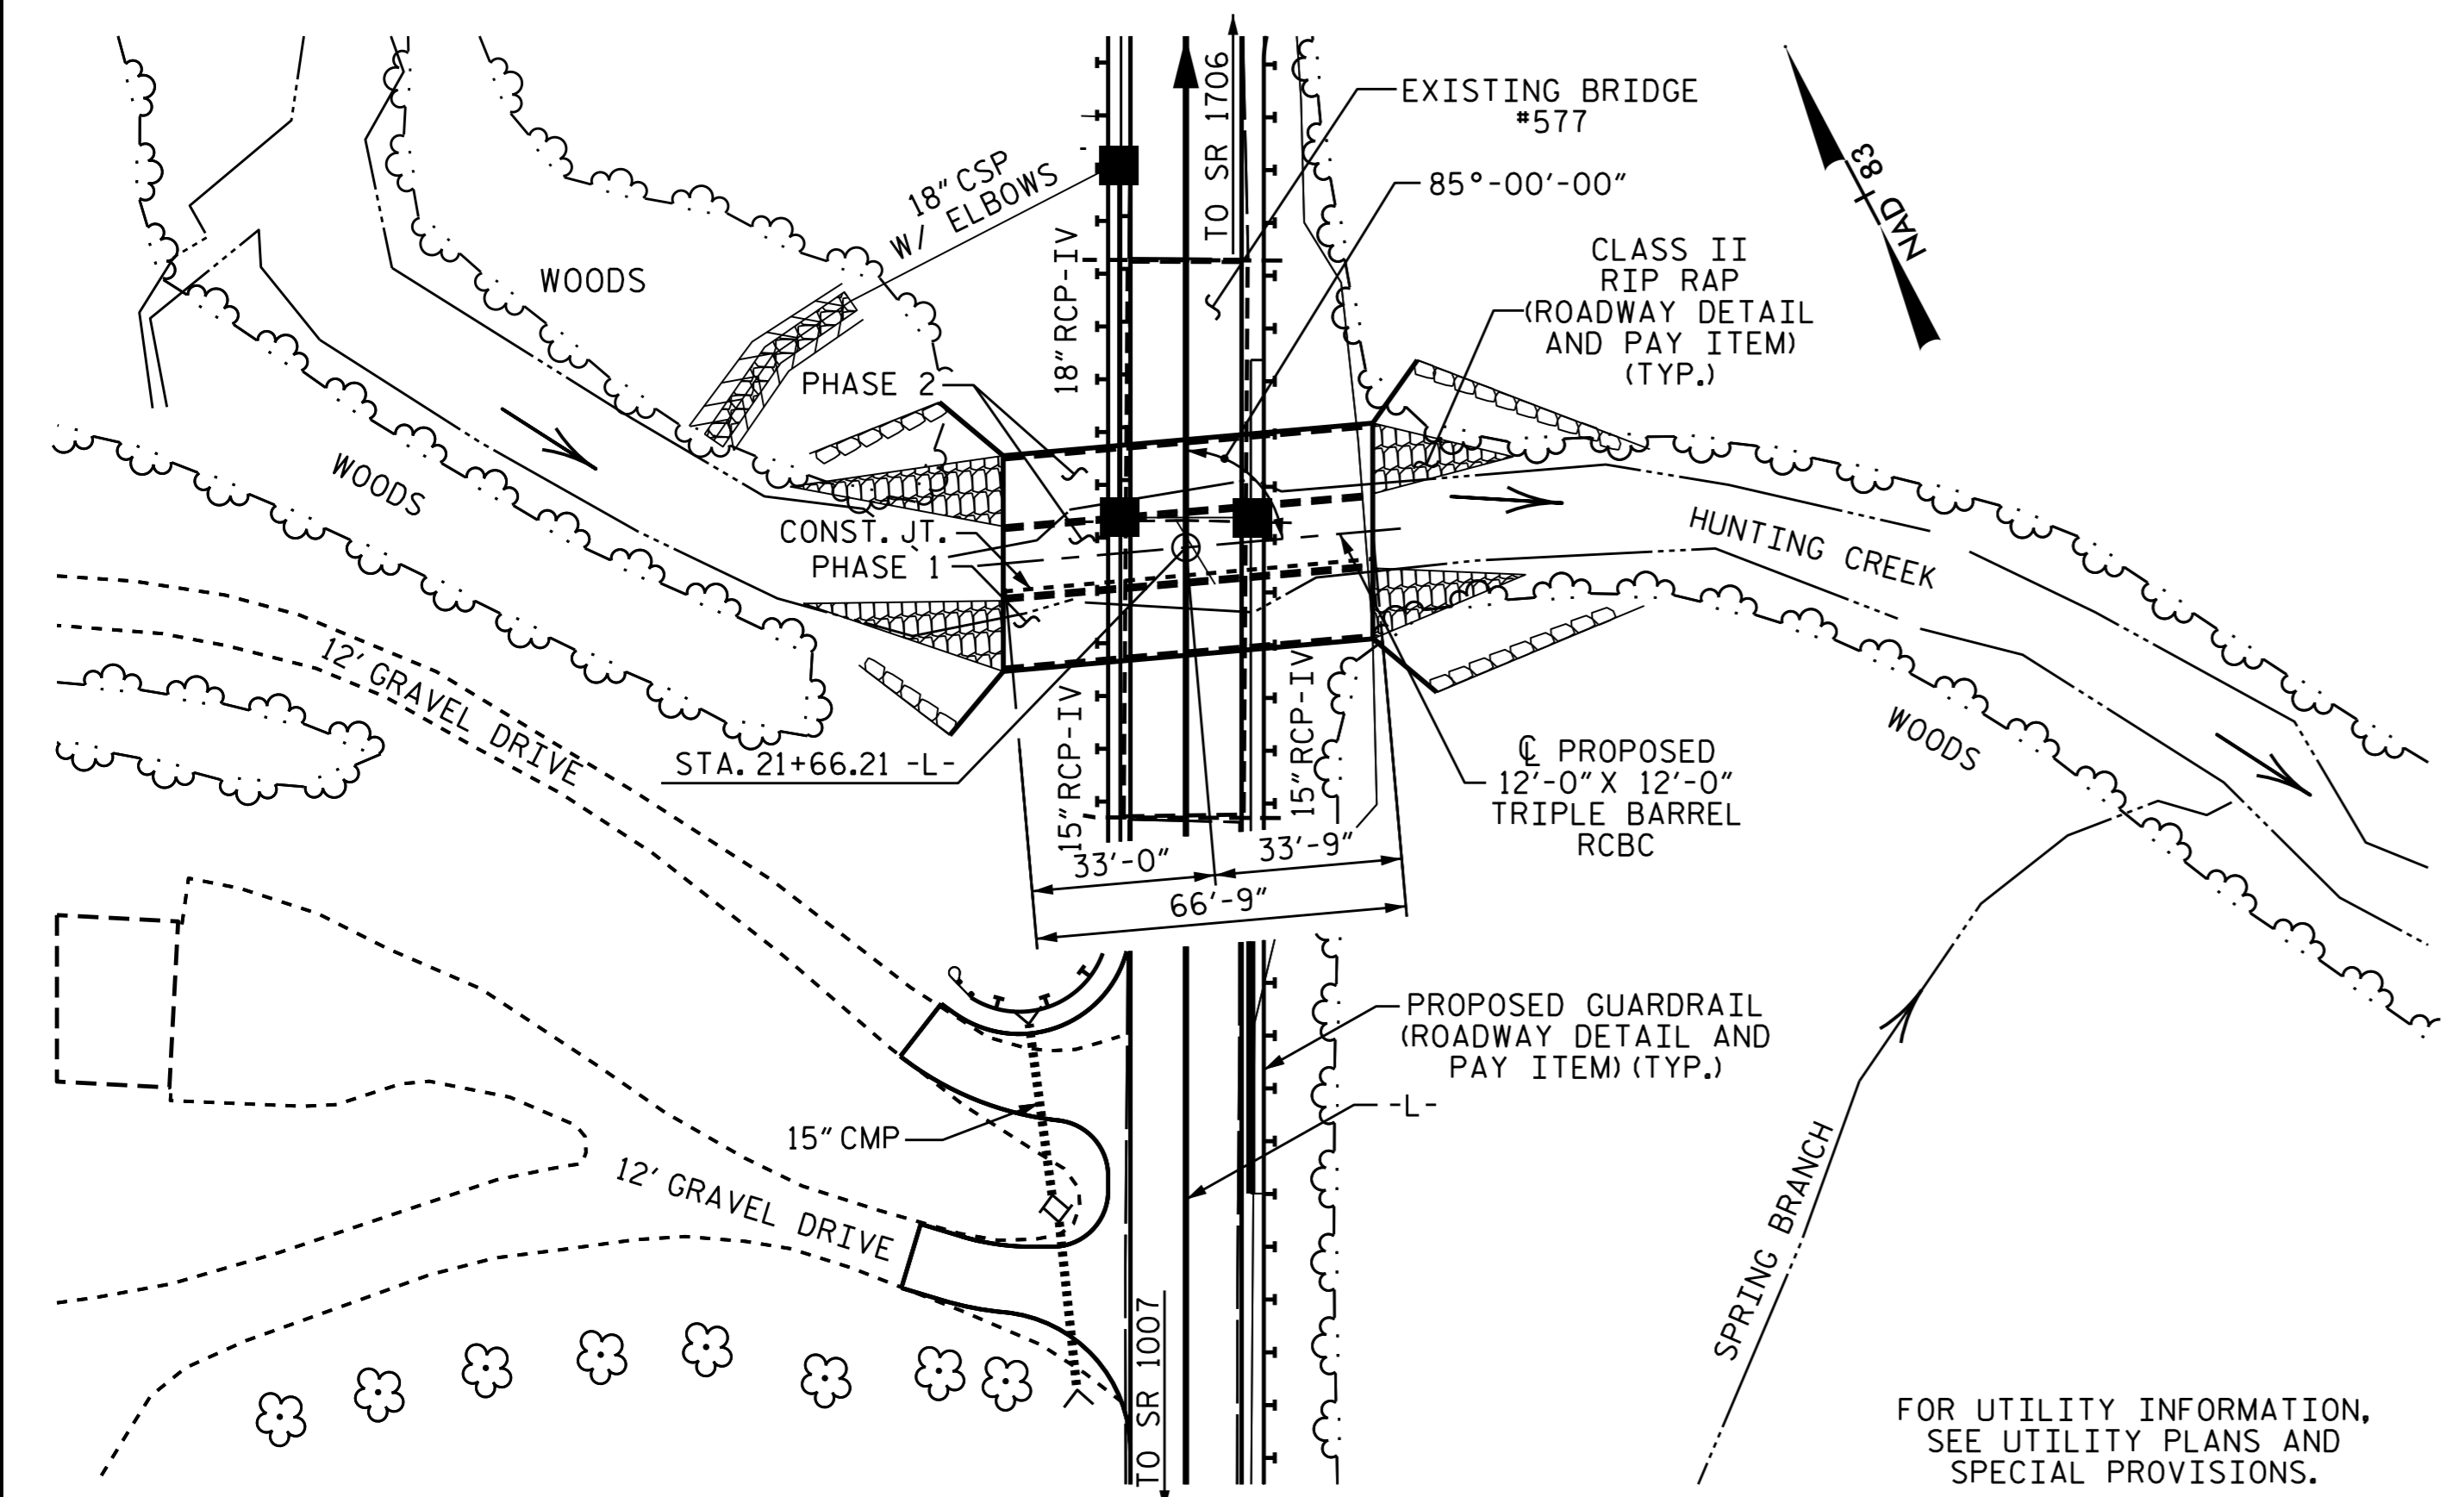 TO SR 1706
EXISTING BRIDGE
#577
85°-00'-00"
NAD 83
CLASS II
RIP RAP
(ROADWAY DETAIL
AND PAY ITEM)
(TYP.)
18" CSP
W/ ELBOWS
WOODS
18" RCP-IV
PHASE 2
WOODS
CONST. JT.
PHASE 1
HUNTING CREEK
12' GRAVEL DRIVE
STA. 21+66.21 -L-
15" RCP-IV
15" RCP-IV
WOODS
℄ PROPOSED
12'-0" X 12'-0"
TRIPLE BARREL
RCBC
33'-0"
33'-9"
66'-9"
PROPOSED GUARDRAIL
(ROADWAY DETAIL AND
PAY ITEM) (TYP.)
-L-
15" CMP
12' GRAVEL DRIVE
SPRING BRANCH
TO SR 1007
FOR UTILITY INFORMATION,
SEE UTILITY PLANS AND
SPECIAL PROVISIONS.